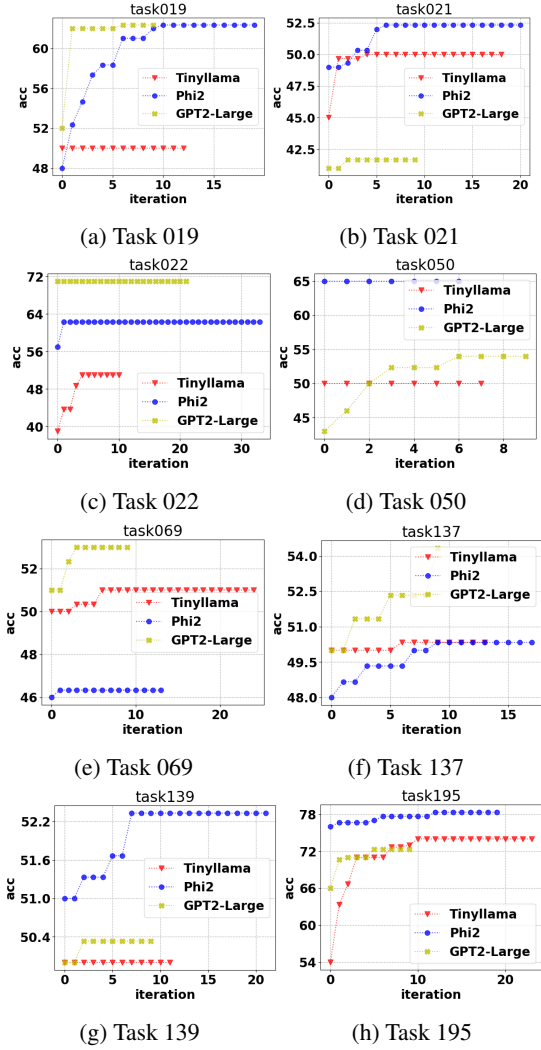 task019
acc
60
56
52
48
Tinyllama
Phi2
GPT2-Large
0 5 10 15
iteration
(a) Task 019
task021
acc
52.5
50.0
47.5
45.0
42.5
Tinyllama
Phi2
GPT2-Large
0 5 10 15 20
iteration
(b) Task 021
task022
acc
72
64
56
48
40
Tinyllama
Phi2
GPT2-Large
0 10 20 30
iteration
(c) Task 022
task050
acc
65
60
55
50
45
Tinyllama
Phi2
GPT2-Large
0 2 4 6 8
iteration
(d) Task 050
task069
acc
52
50
48
46
Tinyllama
Phi2
GPT2-Large
0 10 20
iteration
(e) Task 069
task137
acc
54.0
52.5
51.0
49.5
48.0
Tinyllama
Phi2
GPT2-Large
0 5 10 15
iteration
(f) Task 137
task139
acc
52.2
51.6
51.0
50.4
Tinyllama
Phi2
GPT2-Large
0 5 10 15 20
iteration
(g) Task 139
task195
acc
78
72
66
60
54
Tinyllama
Phi2
GPT2-Large
0 5 10 15 20
iteration
(h) Task 195